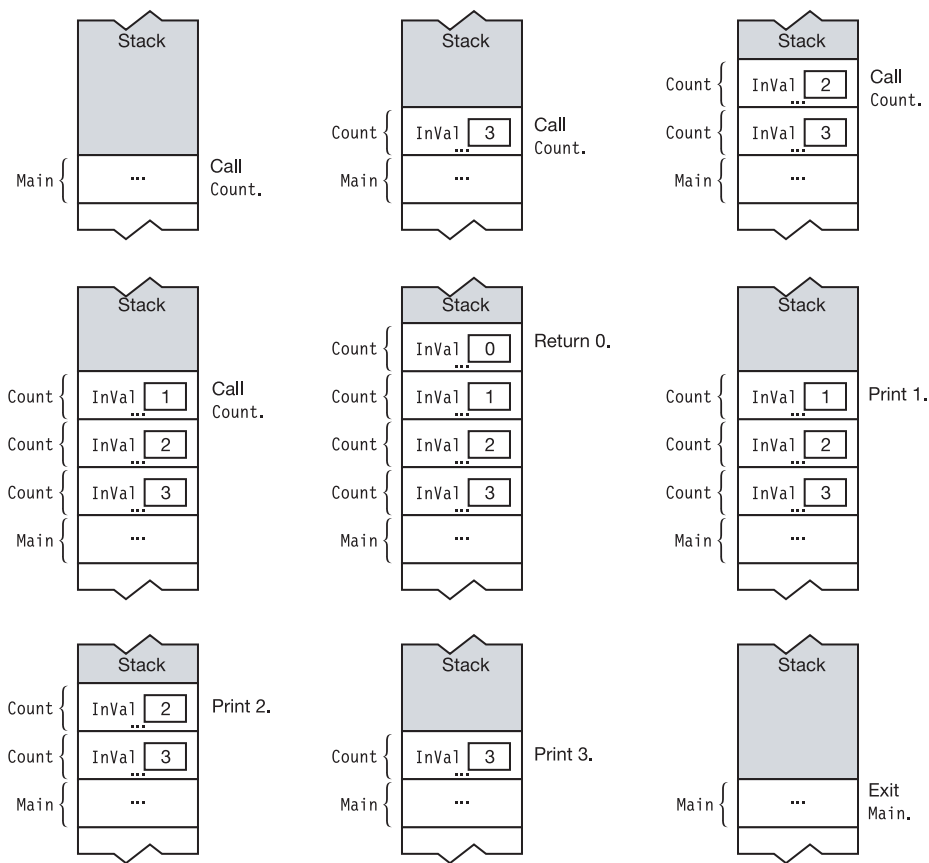 Stack
Main { ...
Call
Count.
Stack
Count { InVal 3 ...
Call
Count.
Main { ...
Stack
Count { InVal 2 ...
Call
Count.
Count { InVal 3 ...
Main { ...
Stack
Count { InVal 1 ...
Call
Count.
Count { InVal 2 ...
Count { InVal 3 ...
Main { ...
Stack
Count { InVal 0 ...
Return 0.
Count { InVal 1 ...
Count { InVal 2 ...
Count { InVal 3 ...
Main { ...
Stack
Count { InVal 1 ...
Print 1.
Count { InVal 2 ...
Count { InVal 3 ...
Main { ...
Stack
Count { InVal 2 ...
Print 2.
Count { InVal 3 ...
Main { ...
Stack
Count { InVal 3 ...
Print 3.
Main { ...
Stack
Main { ...
Exit
Main.